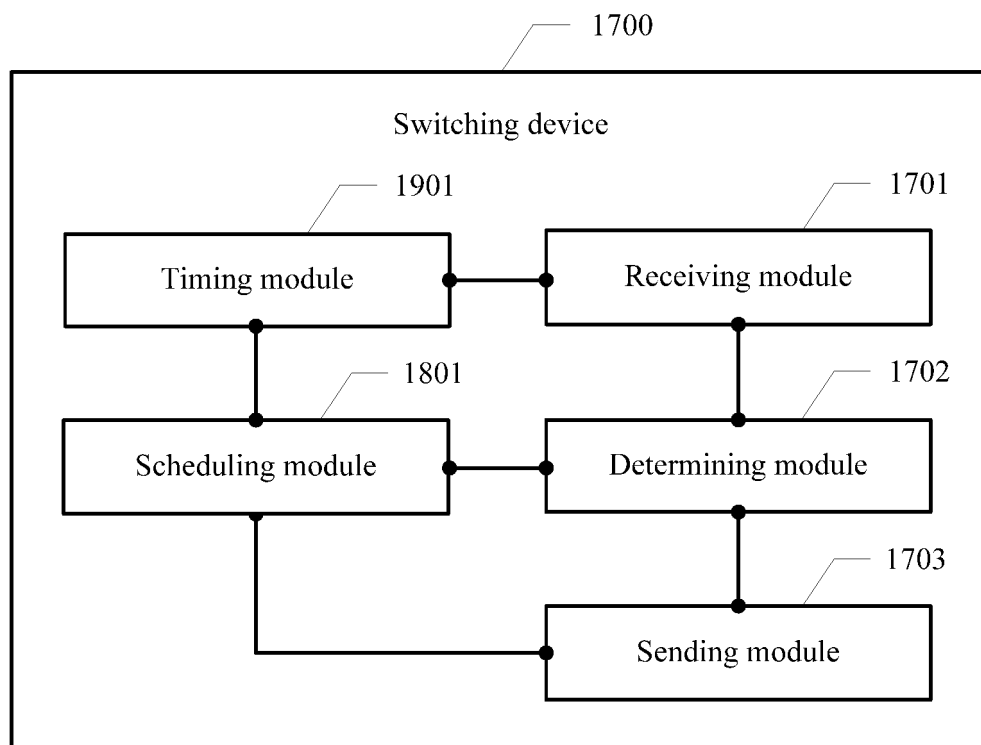 1700
Switching device
1901
1701
Timing module
Receiving module
1801
1702
Scheduling module
Determining module
1703
Sending module